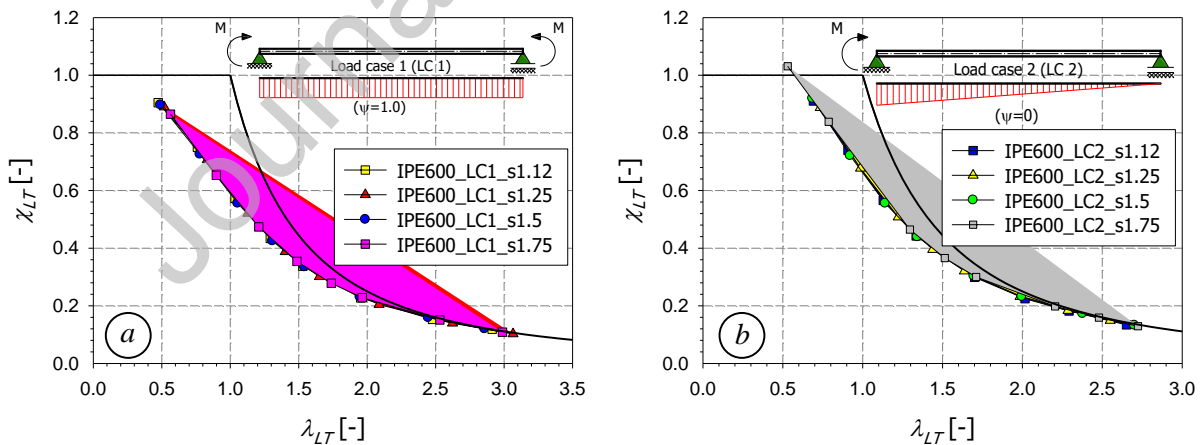 Journal
M
M
Load case 1 (LC 1)
(ψ=1.0)
χLT [-]
1.0
0.8
0.6
0.4
0.2
0.0
IPE600_LC1_s1.12
IPE600_LC1_s1.25
IPE600_LC1_s1.5
IPE600_LC1_s1.75
a
0.0 0.5 1.0 1.5 2.0 2.5 3.0 3.5
λLT [-]
M
Load case 2 (LC 2)
(ψ=0)
χLT [-]
1.0
0.8
0.6
0.4
0.2
0.0
IPE600_LC2_s1.12
IPE600_LC2_s1.25
IPE600_LC2_s1.5
IPE600_LC2_s1.75
b
0.0 0.5 1.0 1.5 2.0 2.5 3.0
λLT [-]